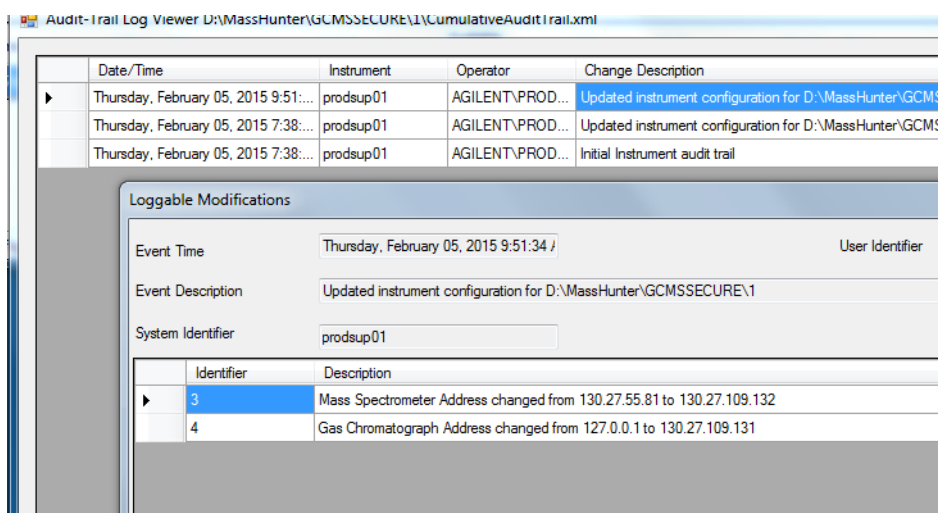 Audit-Trail Log Viewer D:\MassHunter\GCMSSECURE\1\CumulativeAuditTrail.xml
Date/Time Instrument Operator Change Description
Thursday, February 05, 2015 9:51:... prodsup01 AGILENT\PROD... Updated instrument configuration for D:\MassHunter\GCMS
Thursday, February 05, 2015 7:38:... prodsup01 AGILENT\PROD... Updated instrument configuration for D:\MassHunter\GCMS
Thursday, February 05, 2015 7:38:... prodsup01 AGILENT\PROD... Initial Instrument audit trail
Loggable Modifications
Event Time Thursday, February 05, 2015 9:51:34 User Identifier
Event Description Updated instrument configuration for D:\MassHunter\GCMSSECURE\1
System Identifier prodsup01
Identifier Description
3 Mass Spectrometer Address changed from 130.27.55.81 to 130.27.109.132
4 Gas Chromatograph Address changed from 127.0.0.1 to 130.27.109.131